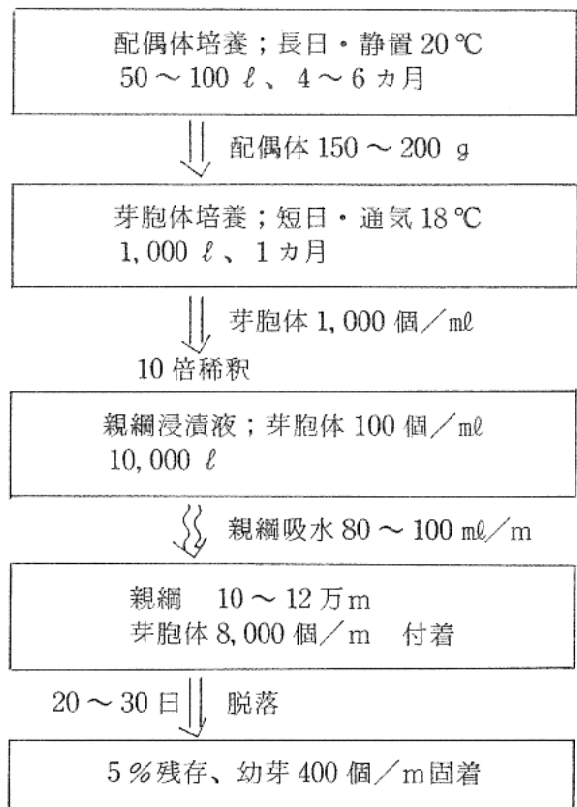 配偶体培養；長日・静置 20℃
50～100 ℓ、4～6 カ月
配偶体 150～200 g
芽胞体培養；短日・通気 18℃
1,000 ℓ、1 カ月
芽胞体 1,000 個／㎖
10 倍稀釈
親綱浸漬液；芽胞体 100 個／㎖
10,000 ℓ
親綱吸水 80～100 ㎖／m
親綱　10～12 万m
芽胞体 8,000 個／m　付着
20～30 日　脱落
5％残存、幼芽 400 個／m固着